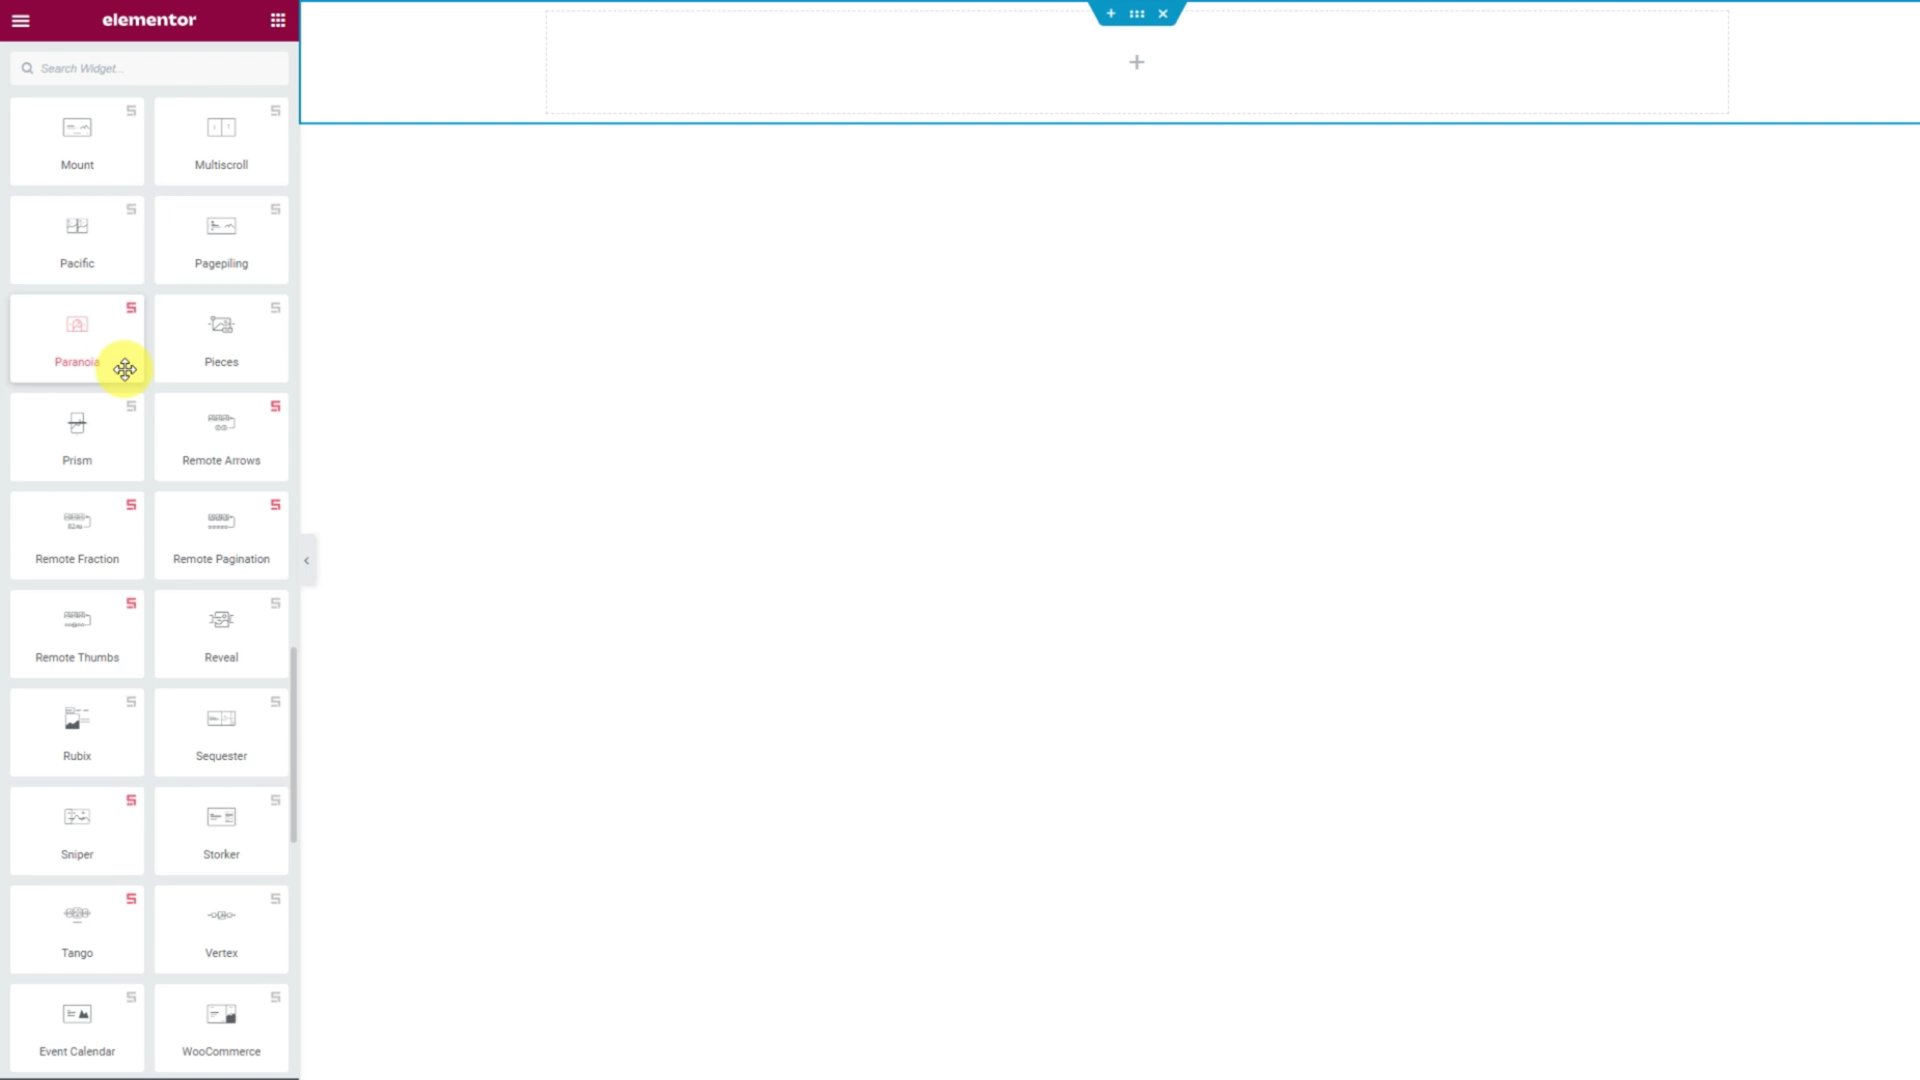 elementor
Search Widget...
Mount
Multiscroll
Pacific
Pagepiling
Paranoia
Pieces
Prism
Remote Arrows
Remote Fraction
Remote Pagination
Remote Thumbs
Reveal
Rubix
Sequester
Sniper
Storker
Tango
Vertex
Event Calendar
WooCommerce